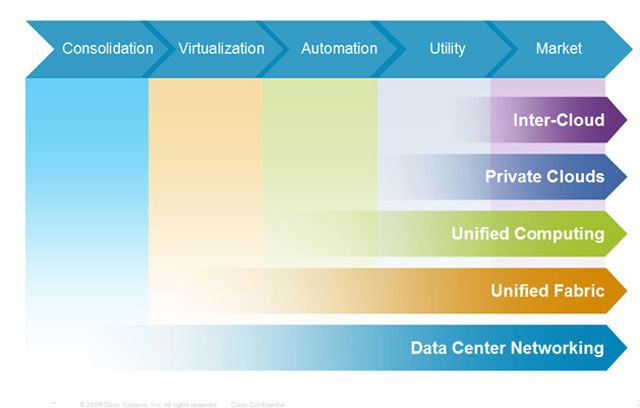 Consolidation
Virtualization
Automation
Utility
Market
Inter-Cloud
Private Clouds
Unified Computing
Unified Fabric
Data Center Networking
© 2009 Cisco Systems, Inc. All rights reserved.
Cisco Confidential